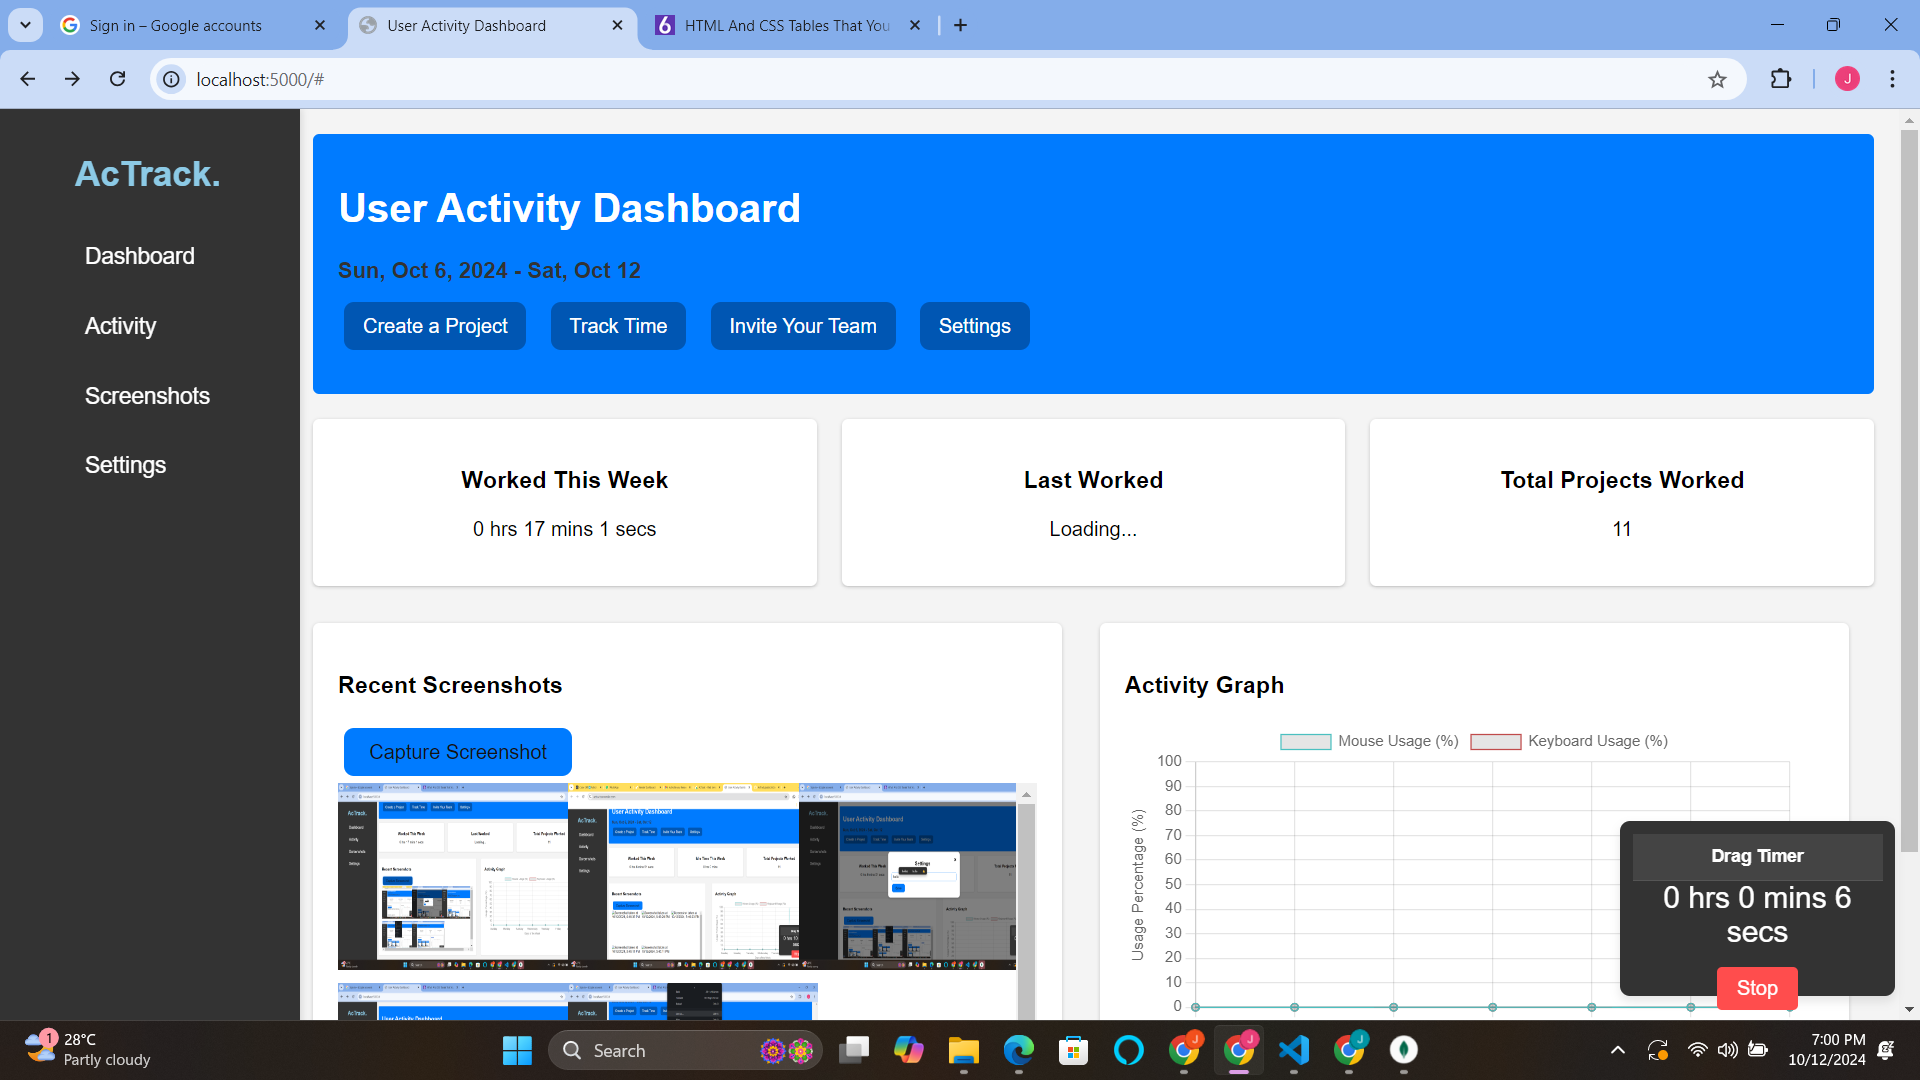 Sign in – Google accounts
User Activity Dashboard
HTML And CSS Tables That You
localhost:5000/#
J
AcTrack.
Dashboard
Activity
Screenshots
Settings
User Activity Dashboard
Sun, Oct 6, 2024 - Sat, Oct 12
Create a Project
Track Time
Invite Your Team
Settings
Worked This Week
0 hrs 17 mins 1 secs
Last Worked
Loading...
Total Projects Worked
11
Recent Screenshots
Capture Screenshot
Activity Graph
Mouse Usage (%)
Keyboard Usage (%)
Usage Percentage (%)
100
90
80
70
60
50
40
30
20
10
0
Drag Timer
0 hrs 0 mins 6
secs
Stop
1
28°C
Partly cloudy
Search
7:00 PM
10/12/2024